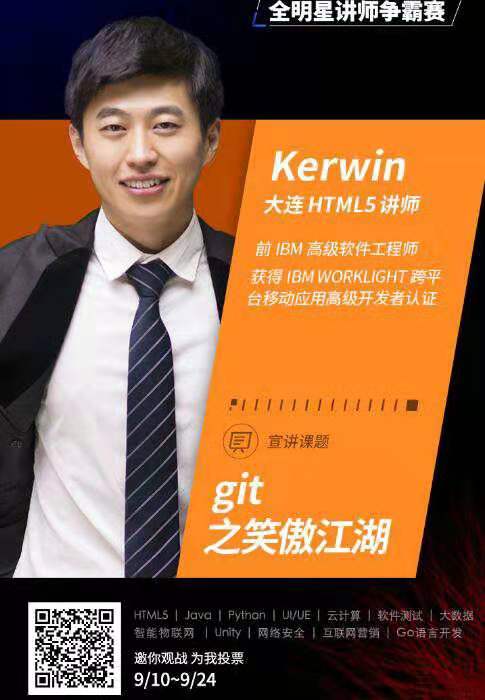 全明星讲师争霸赛
Kerwin
大连 HTML5 讲师
前 IBM 高级软件工程师
获得 IBM WORKLIGHT 跨平
台移动应用高级开发者认证
宣讲课题
git
之笑傲江湖
HTML5 | Java | Python | UI/UE | 云计算 | 软件测试 | 大数据
智能物联网 | Unity | 网络安全 | 互联网营销 | Go语言开发
邀你观战 为我投票
9/10~9/24